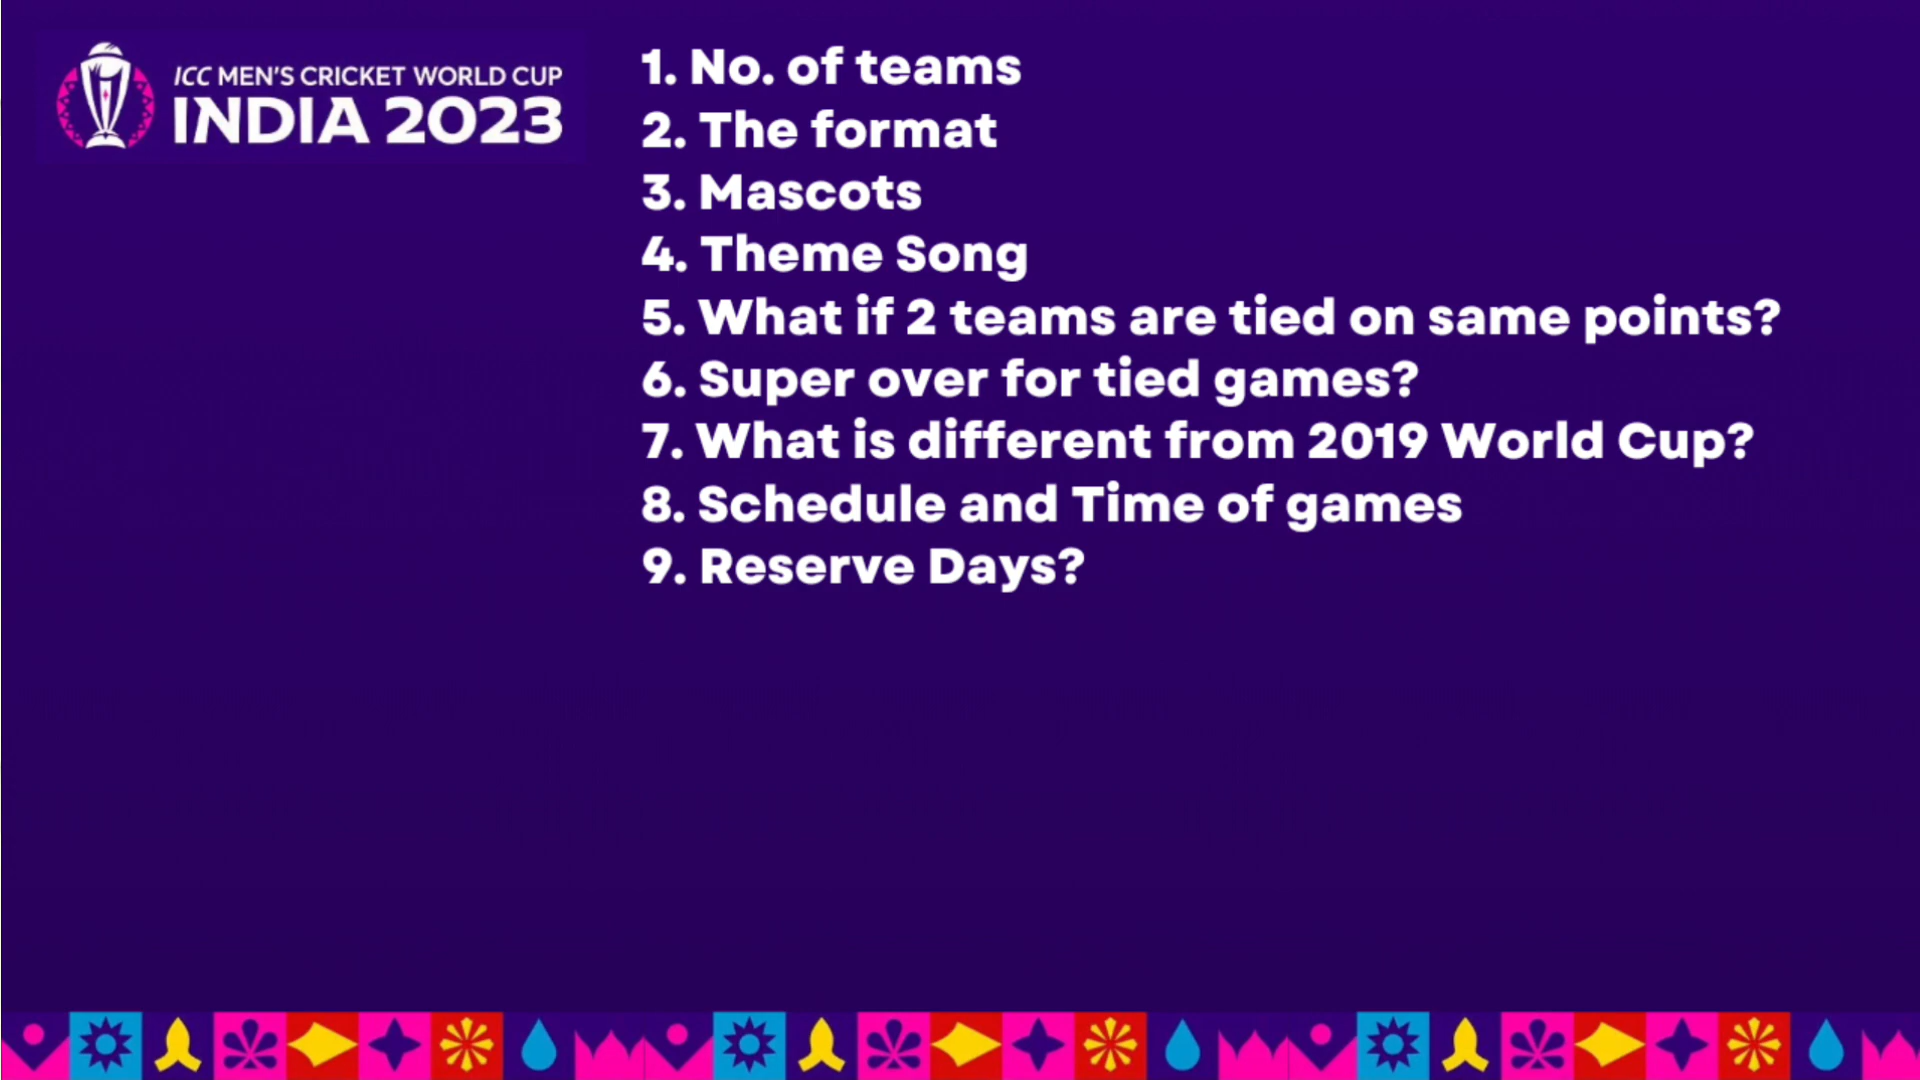 ICC MEN'S CRICKET WORLD CUP
INDIA 2023
1. No. of teams
2. The format
3. Mascots
4. Theme Song
5. What if 2 teams are tied on same points?
6. Super over for tied games?
7. What is different from 2019 World Cup?
8. Schedule and Time of games
9. Reserve Days?